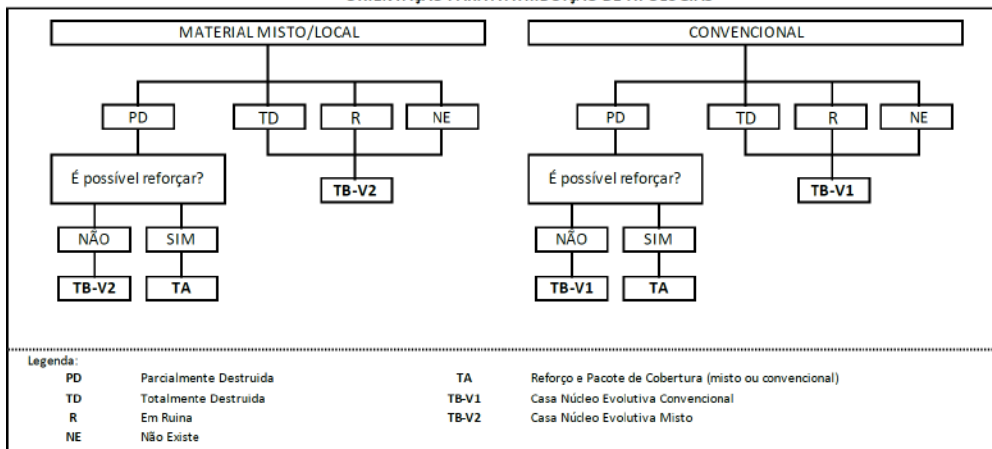 MATERIAL MISTO/LOCAL
CONVENCIONAL
PD TD R NE
PD TD R NE
É possível reforçar?
TB-V2
É possível reforçar?
TB-V1
NÃO SIM
NÃO SIM
TB-V2 TA
TB-V1 TA
Legenda:
PD Parcialmente Destruida TA Reforço e Pacote de Cobertura (misto ou convencional)
TD Totalmente Destruida TB-V1 Casa Núcleo Evolutiva Convencional
R Em Ruina TB-V2 Casa Núcleo Evolutiva Misto
NE Não Existe